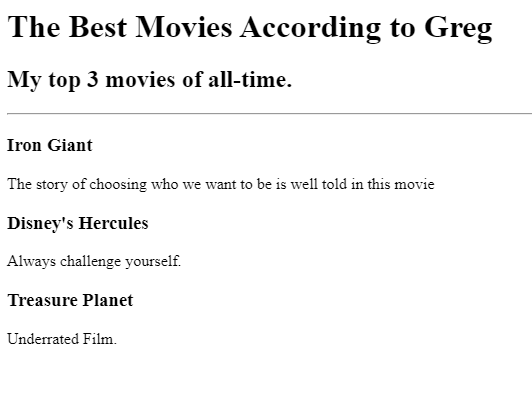 The Best Movies According to Greg
My top 3 movies of all-time.
Iron Giant
The story of choosing who we want to be is well told in this movie
Disney's Hercules
Always challenge yourself.
Treasure Planet
Underrated Film.